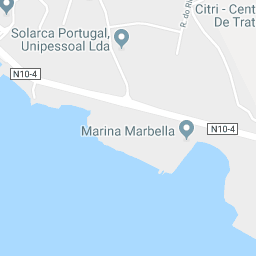 Solarca Portugal,
Unipessoal Lda
R. do Ri
Citri - Cent
De Trat
N10-4
N10-4
Marina Marbella